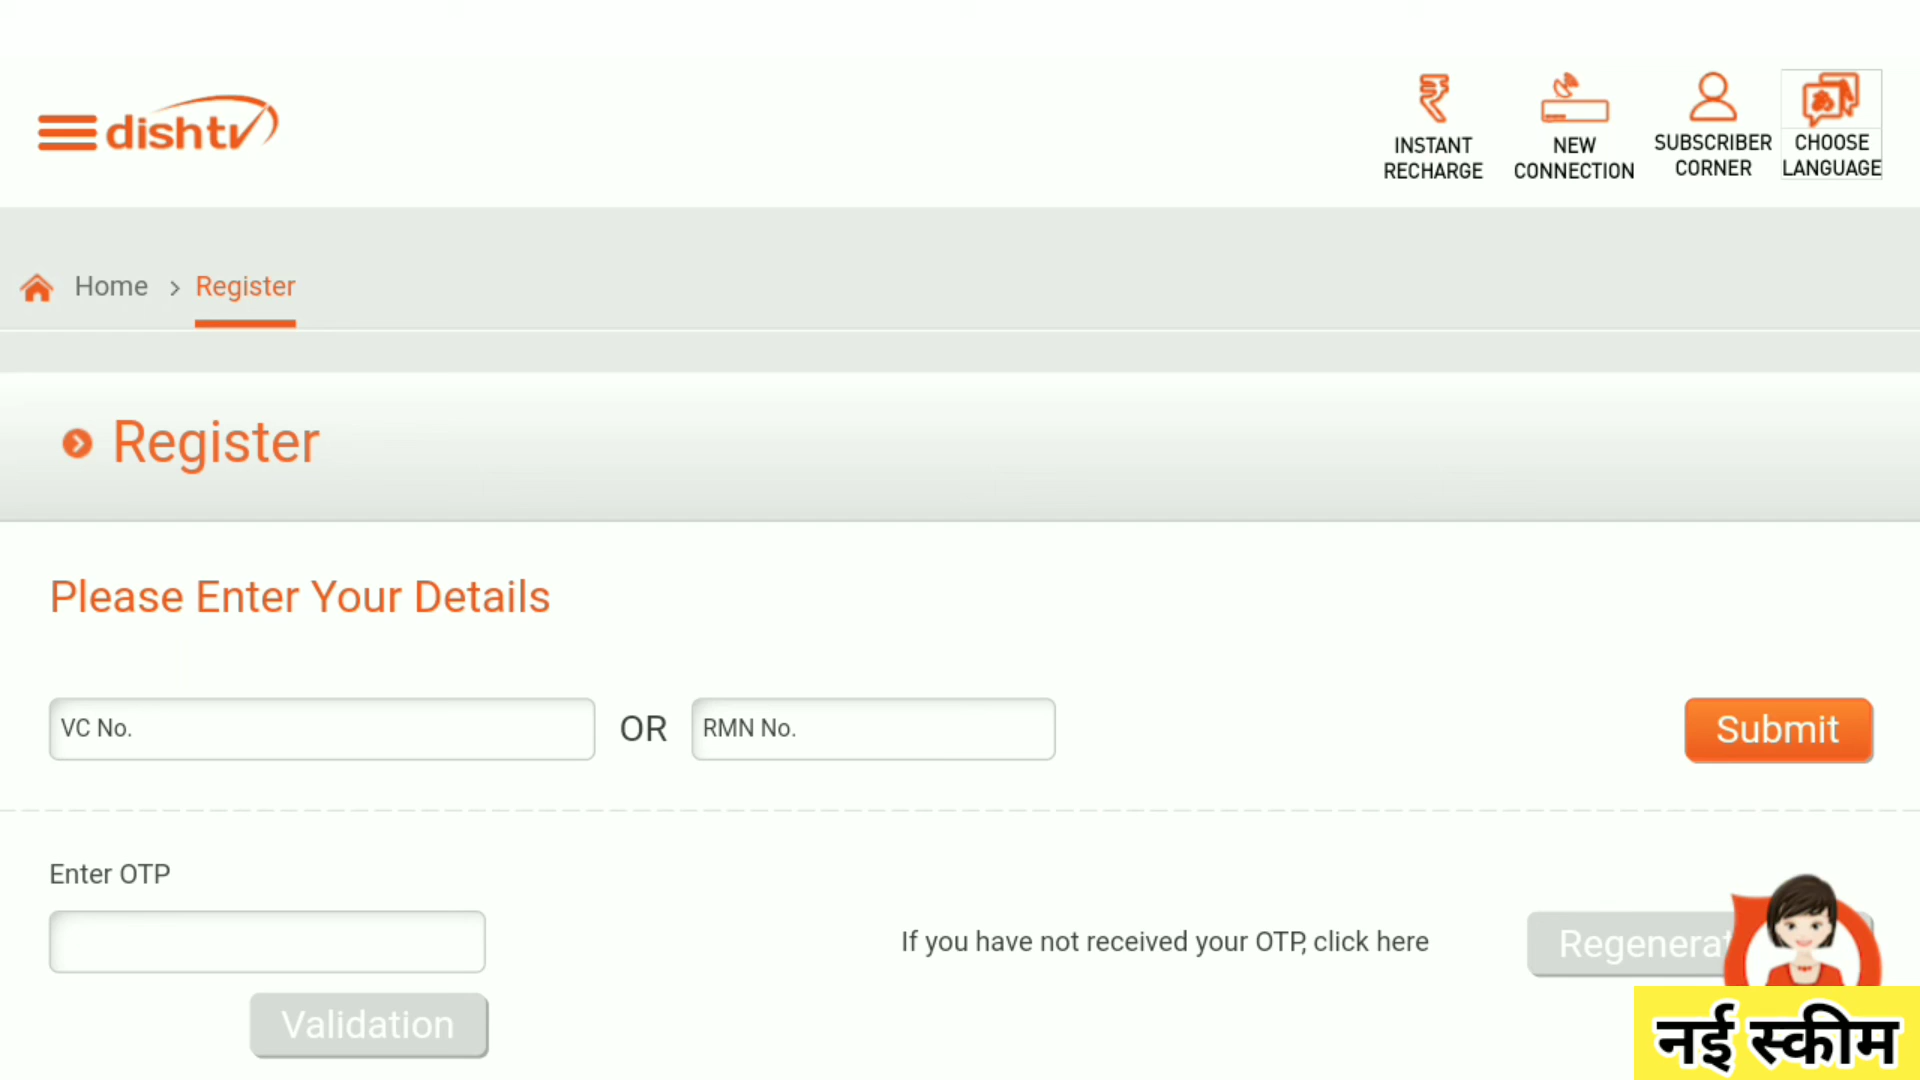 dishtv
INSTANT
RECHARGE
NEW
CONNECTION
SUBSCRIBER
CORNER
CHOOSE
LANGUAGE
Home > Register
Register
Please Enter Your Details
VC No.
OR
RMN No.
Submit
Enter OTP
If you have not received your OTP, click here
Validation
नई स्कीम